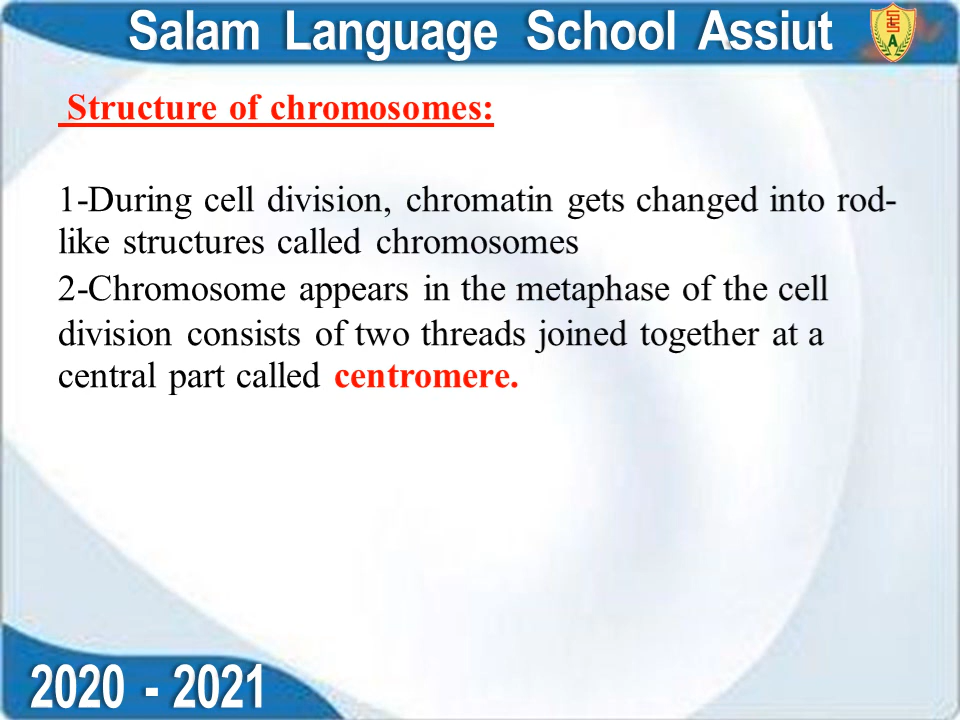 Salam Language School Assiut
A
Structure of chromosomes:
1-During cell division, chromatin gets changed into rod-
like structures called chromosomes
2-Chromosome appears in the metaphase of the cell
division consists of two threads joined together at a
central part called centromere.
2020 - 2021